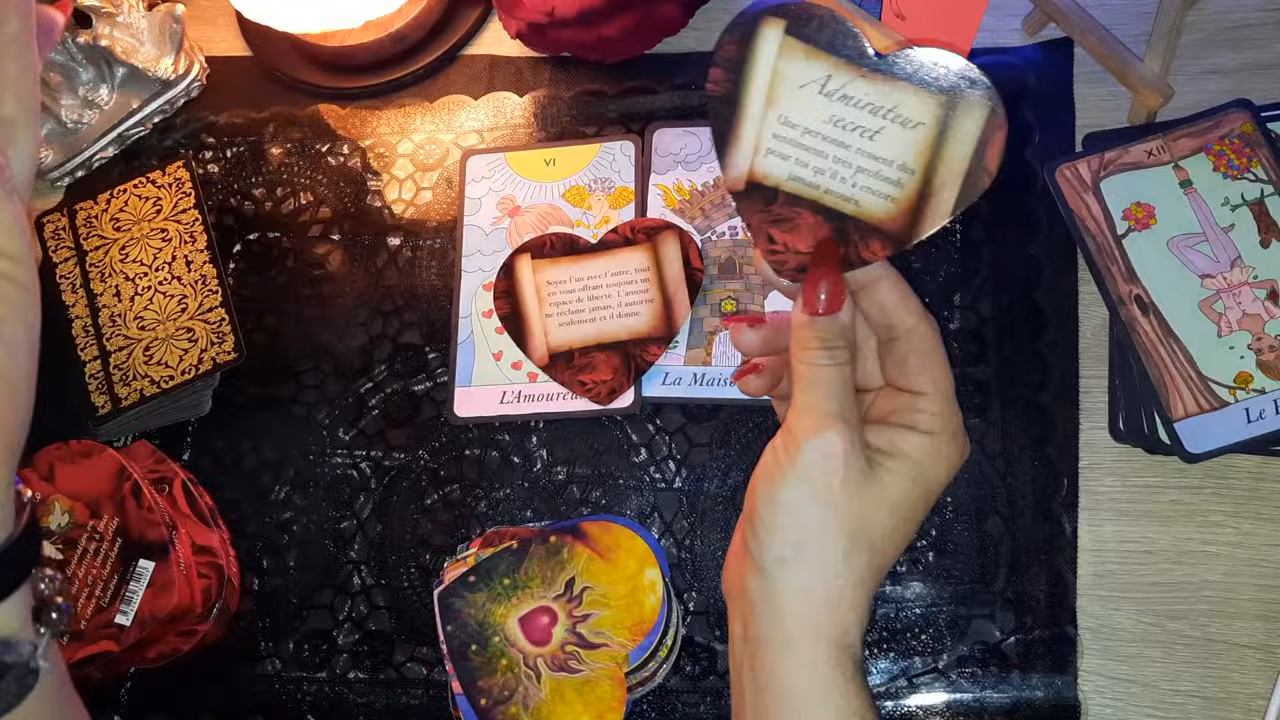 Admirateur
secret
Une personne ressent des
sentiments très profonds
pour toi qu'il n'a encore
jamais avoués.
VI
Soyez l'un avec l'autre, tout
en vous offrant toujours un
espace de liberté. L'amour
ne réclame jamais, il autorise
seulement et il donne.
L'Amoureu
La Mais
XII
Le P
l'amour